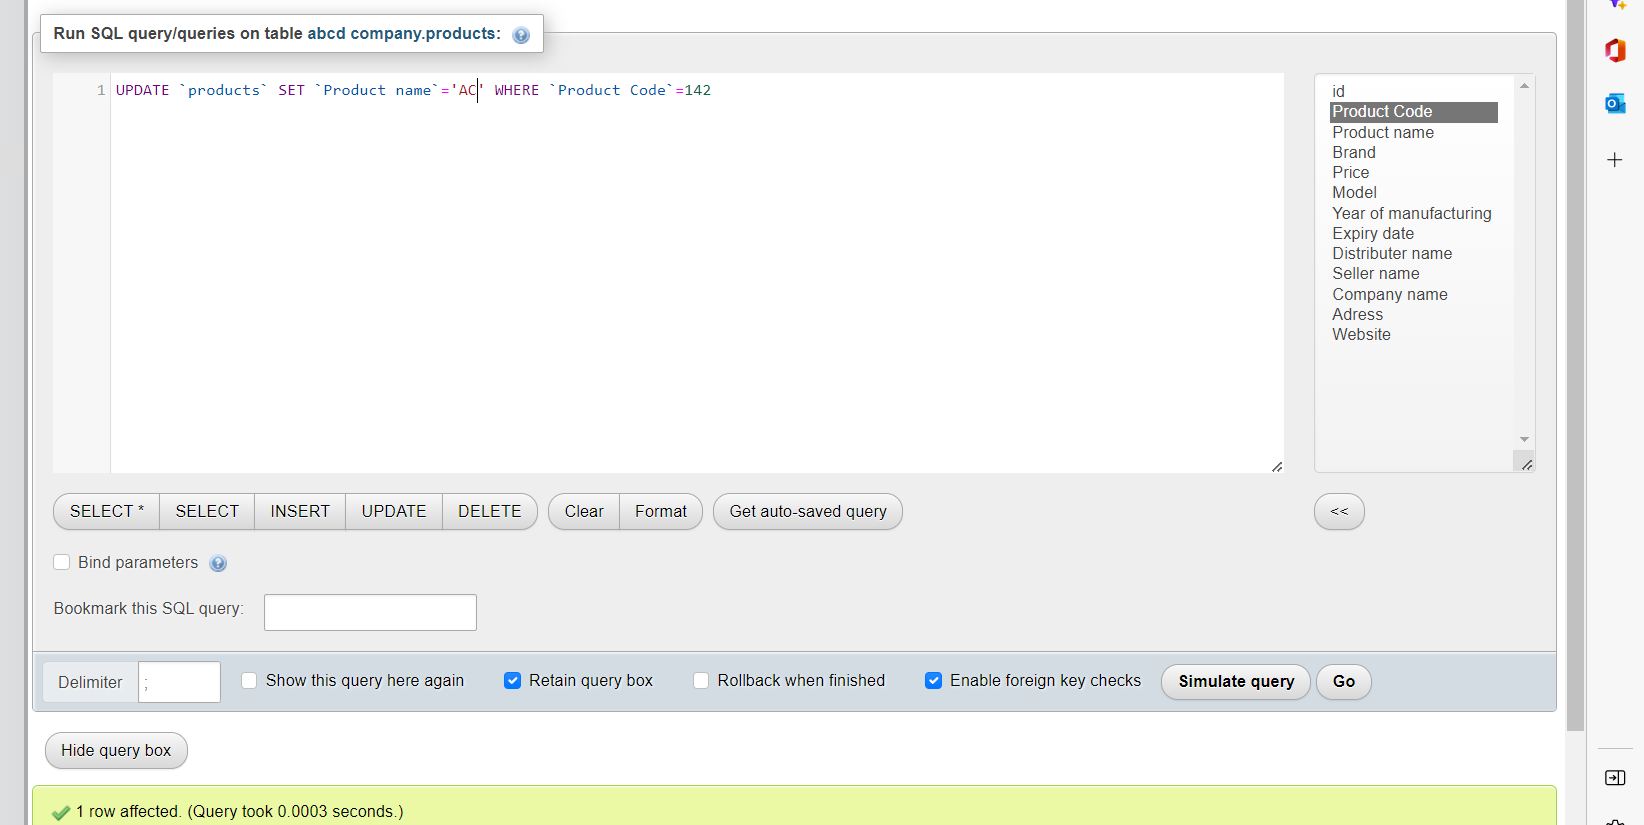 Run SQL query/queries on table abcd company.products:
1 UPDATE `products` SET `Product name`='AC' WHERE `Product Code`=142
id
Product Code
Product name
Brand
Price
Model
Year of manufacturing
Expiry date
Distributer name
Seller name
Company name
Adress
Website
SELECT * SELECT INSERT UPDATE DELETE Clear Format Get auto-saved query <<
Bind parameters
Bookmark this SQL query:
Delimiter ; Show this query here again Retain query box Rollback when finished Enable foreign key checks Simulate query Go
Hide query box
1 row affected. (Query took 0.0003 seconds.)